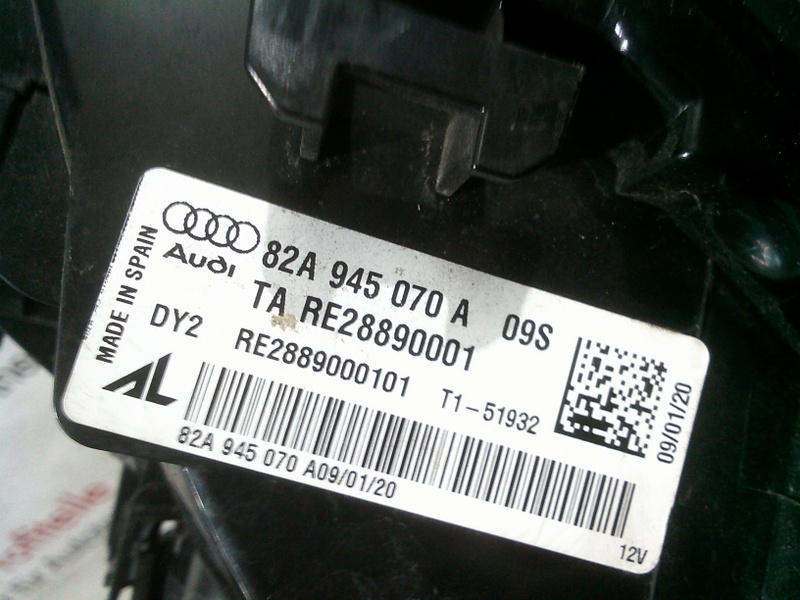 MADE IN SPAIN
Audi
82A 945 070 A 09S
TA RE28890001
DY2 RE2889000101 T1-51932
AL
82A 945 070 A09/01/20
09/01/20
12V